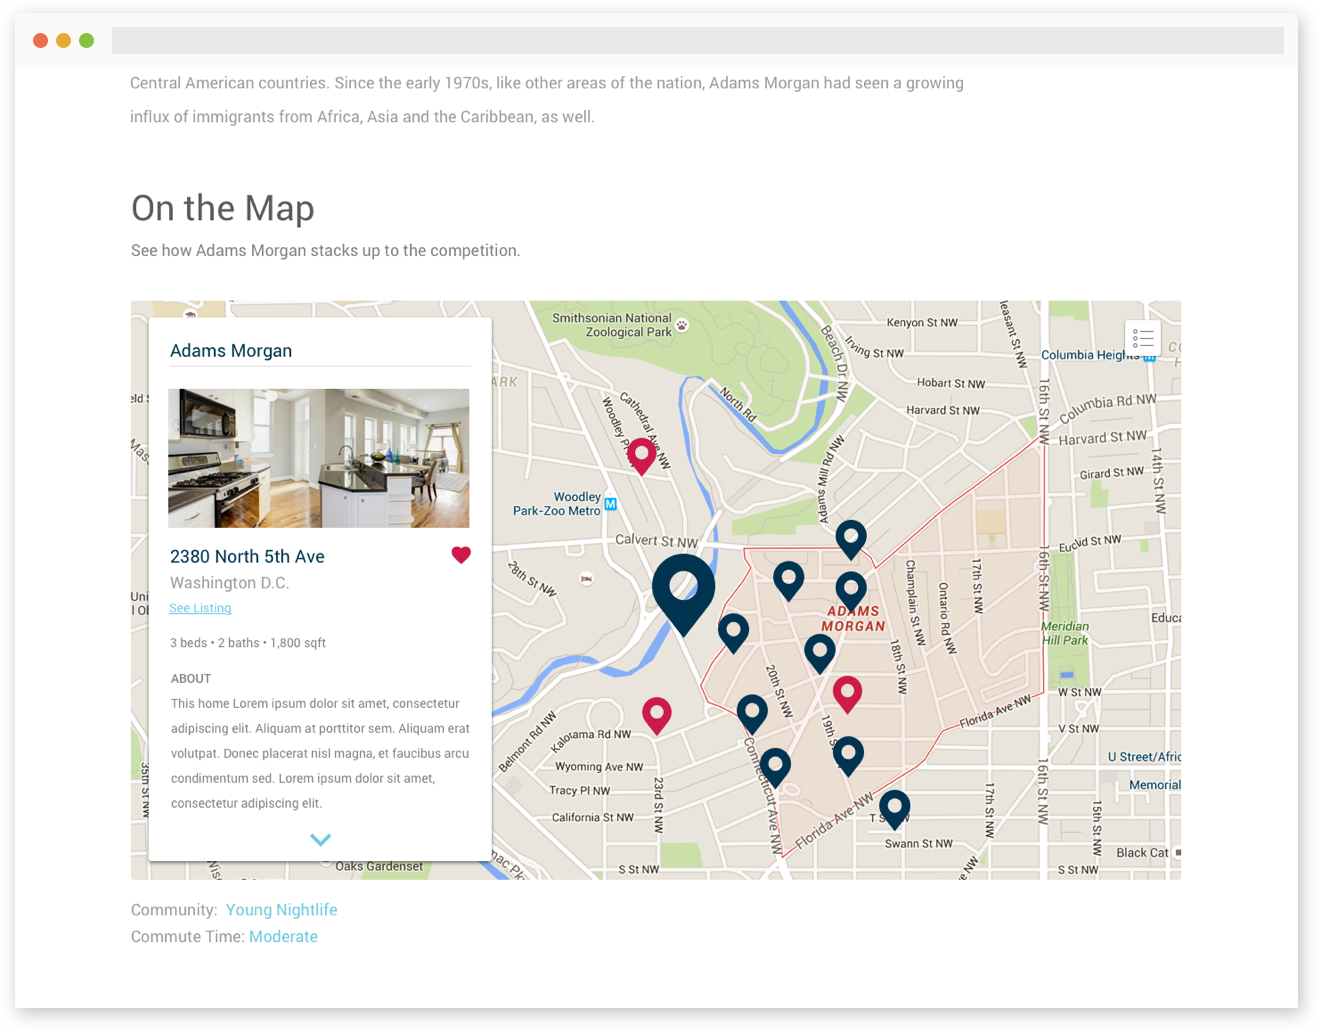 Central American countries. Since the early 1970s, like other areas of the nation, Adams Morgan had seen a growing
influx of immigrants from Africa, Asia and the Caribbean, as well.
On the Map
See how Adams Morgan stacks up to the competition.
Adams Morgan
2380 North 5th Ave
Washington D.C.
See Listing
3 beds • 2 baths • 1,800 sqft
ABOUT
This home Lorem ipsum dolor sit amet, consectetur
adipiscing elit. Aliquam at porttitor sem. Aliquam erat
volutpat. Donec placerat nisl magna, et faucibus arcu
condimentum sed. Lorem ipsum dolor sit amet,
consectetur adipiscing elit.
Smithsonian National
Zoological Park
Beach Dr NW
Kenyon St NW
Irving St NW
Columbia Heights
Hobart St NW
Harvard St NW
16th St NW
Columbia Rd NW
Harvard St NW
Girard St NW
14th St NW
PARK
North Rd
Cathedral Ave NW
Woodley Pl NW
Adams Mill Rd NW
Woodley
Park-Zoo Metro
M
Calvert St NW
28th St NW
Euclid St NW
16th St NW
17th St NW
Champlain St NW
Ontario Rd NW
ADAMS
MORGAN
Meridian
Hill Park
18th St NW
20th St NW
19th
W St NW
V St NW
Florida Ave NW
Belmont Rd NW
Kalorama Rd NW
Wyoming Ave NW
Tracy Pl NW
California St NW
23rd St NW
Connecticut Ave NW
Florida Ave NW
U Street/Afric
Memorial
16th St NW
17th St NW
15th St NW
Swann St NW
Black Cat
S St NW
S St NW
35th St NW
Oaks Gardenset
Community: Young Nightlife
Commute Time: Moderate